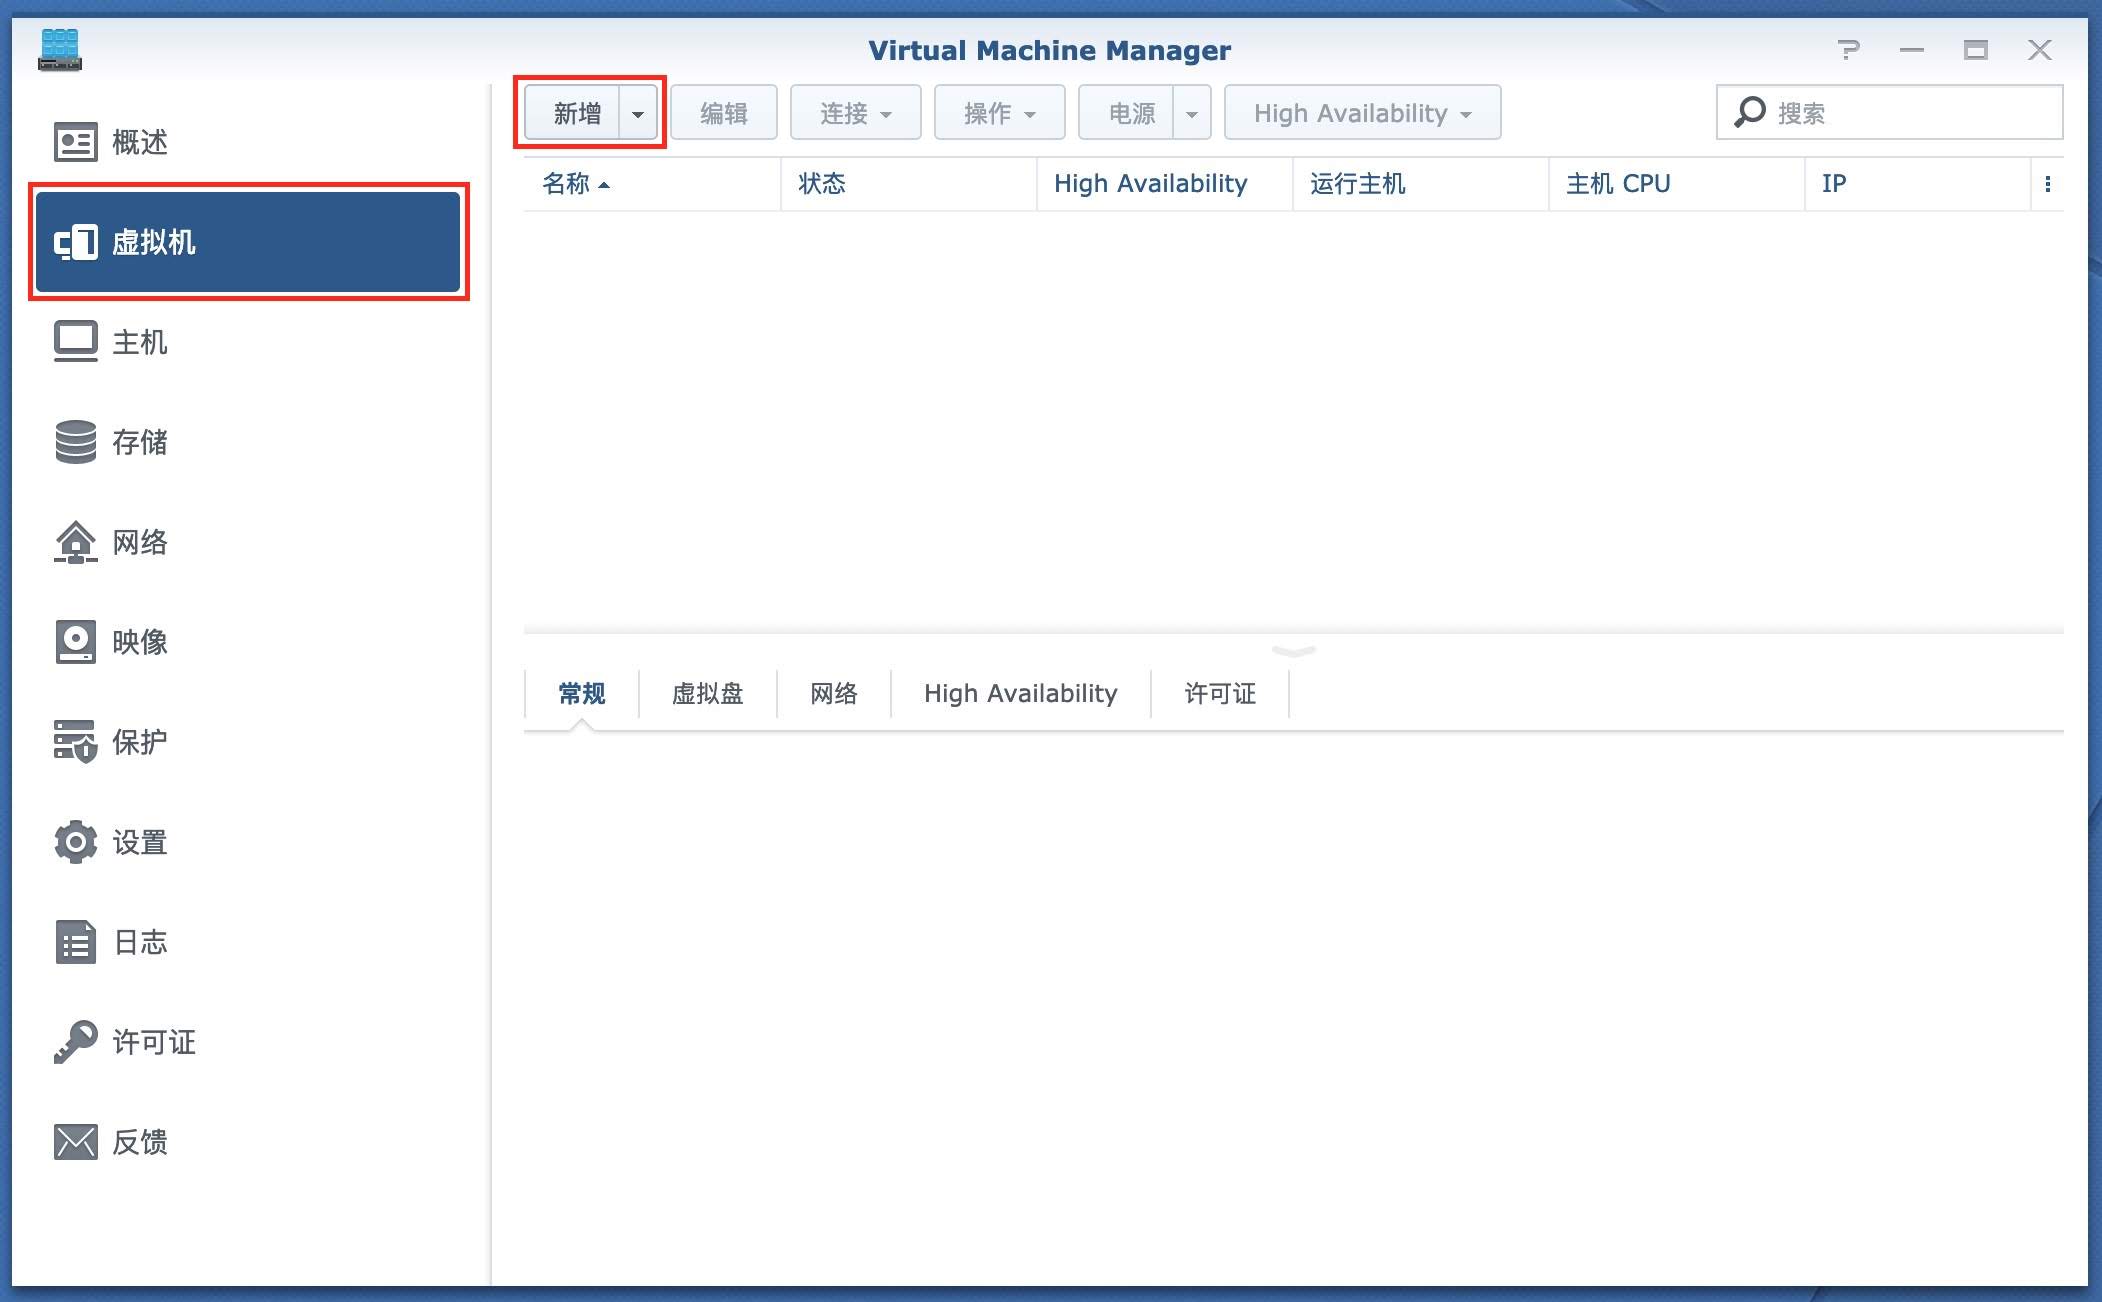 Virtual Machine Manager
概述
虚拟机
主机
存储
网络
映像
保护
设置
日志
许可证
反馈
新增 编辑 连接 操作 电源 High Availability 搜索
名称 状态 High Availability 运行主机 主机 CPU IP
常规 虚拟盘 网络 High Availability 许可证